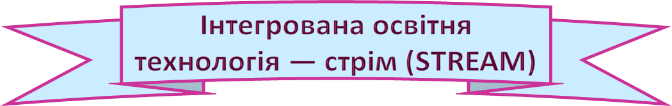 Інтегрована освітня
технологія — стрім (STREAM)